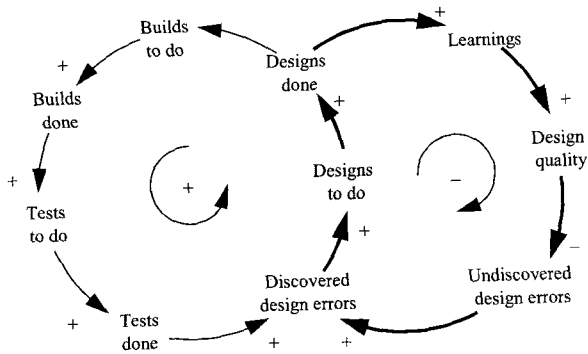 Builds
to do
+
Learnings
+
Designs
done
+
Builds
done
+
+
Design
quality
+
Designs
to do
+
−
Tests
to do
+
−
Discovered
design errors
Undiscovered
design errors
+
Tests
done
+
+